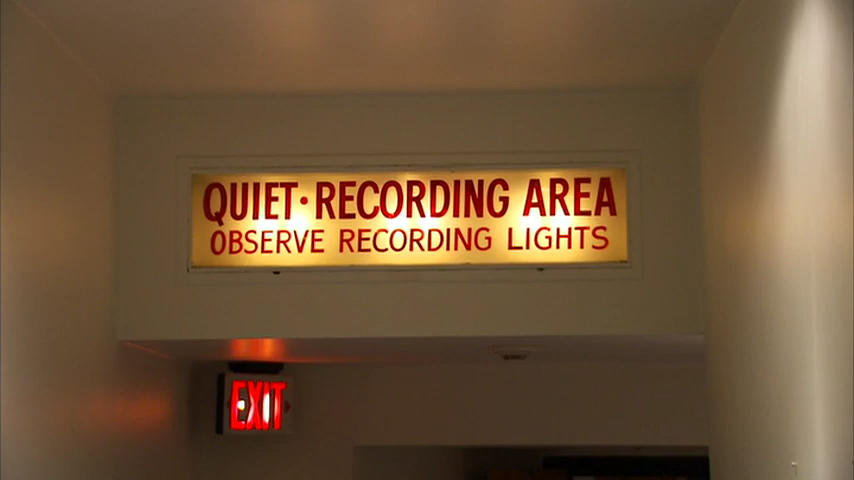 QUIET · RECORDING AREA
OBSERVE RECORDING LIGHTS
EXIT